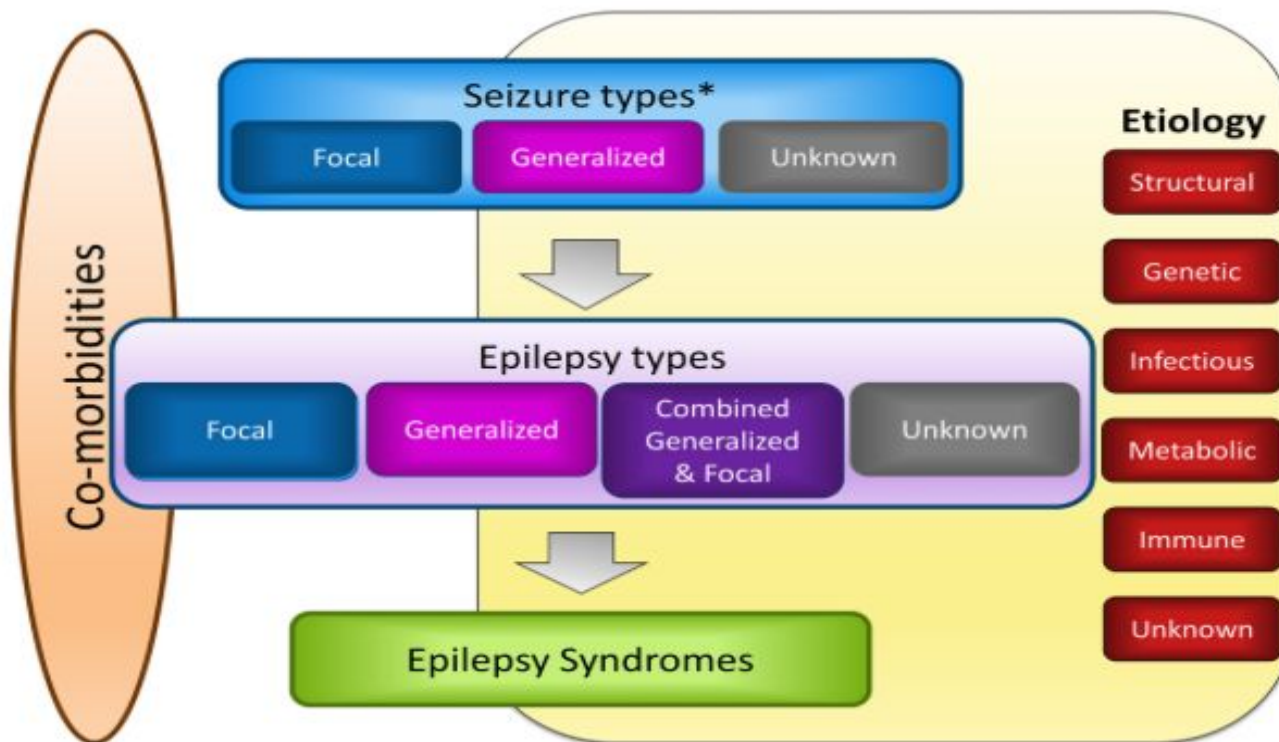 Co-morbidities
Seizure types*
Focal
Generalized
Unknown
Epilepsy types
Focal
Generalized
Combined
Generalized
& Focal
Unknown
Epilepsy Syndromes
Etiology
Structural
Genetic
Infectious
Metabolic
Immune
Unknown